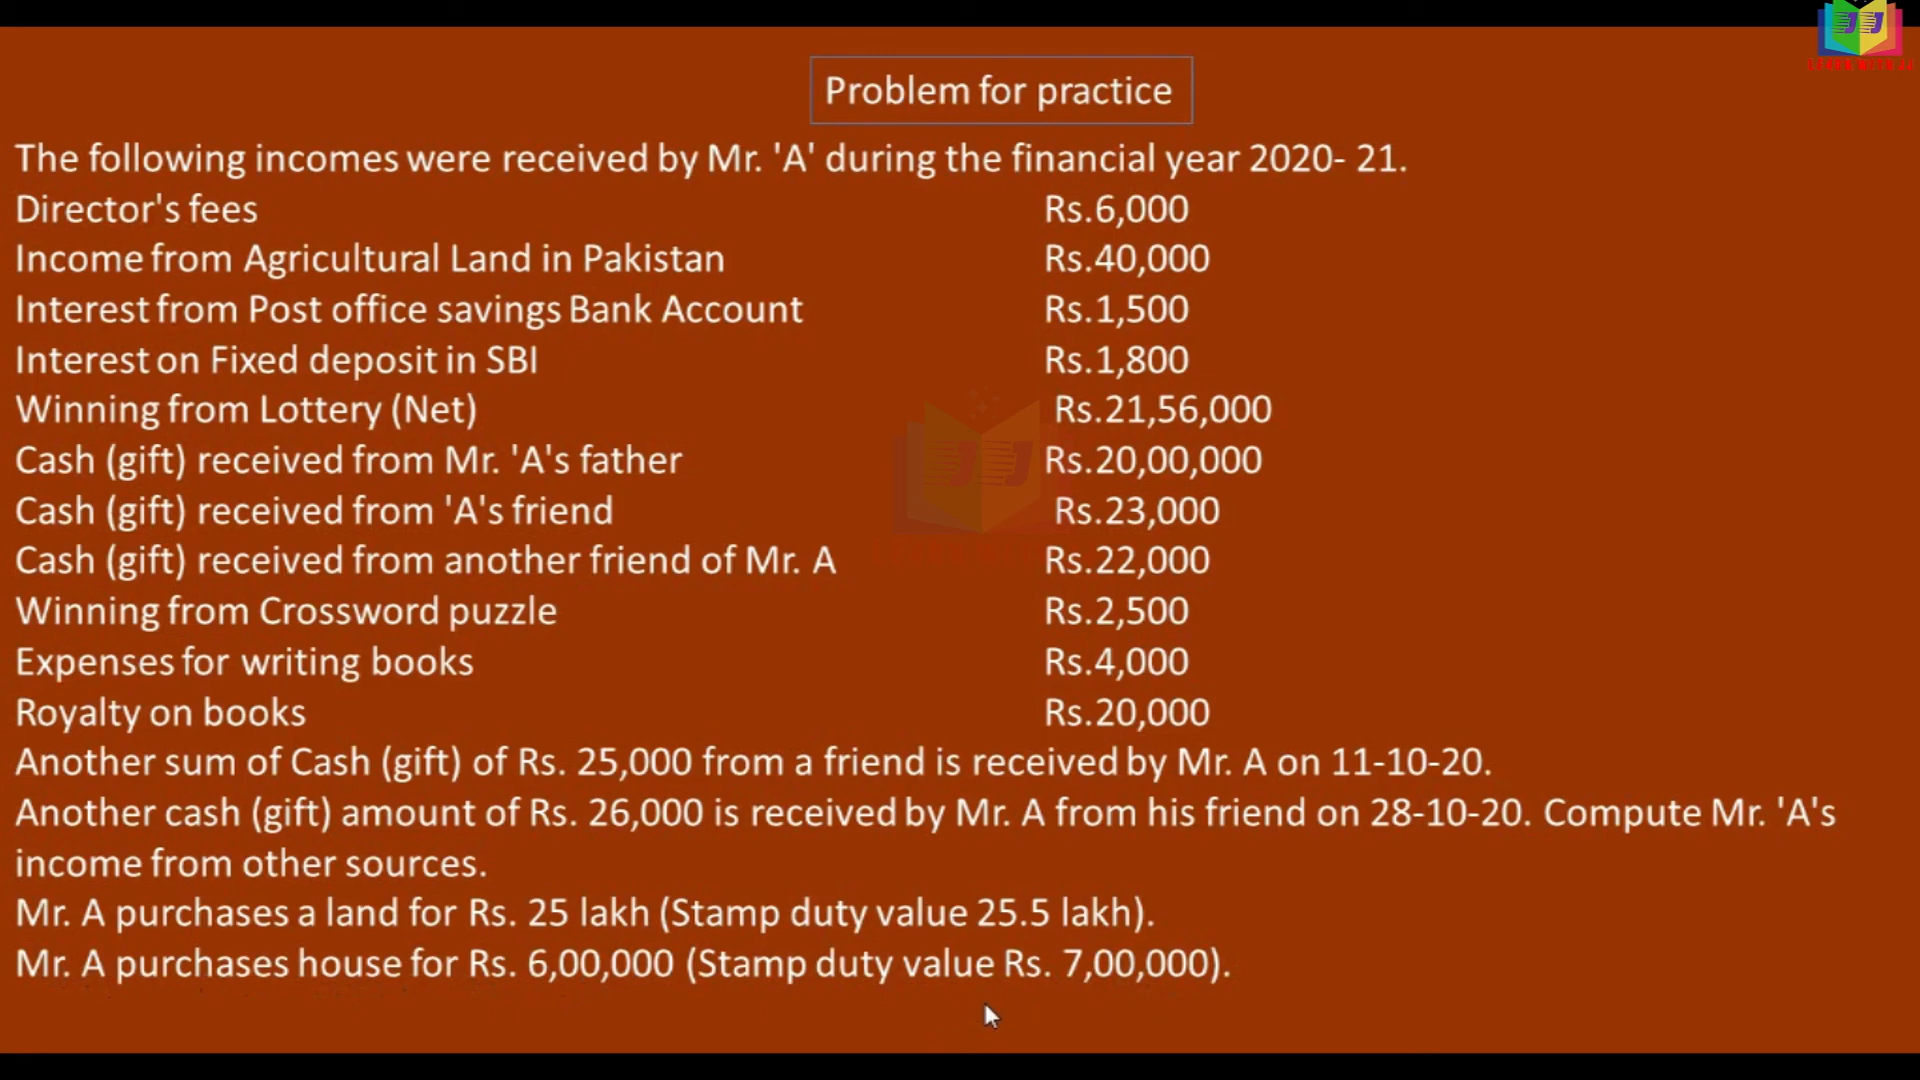 Problem for practice
The following incomes were received by Mr. 'A' during the financial year 2020- 21.
Director's fees Rs.6,000
Income from Agricultural Land in Pakistan Rs.40,000
Interest from Post office savings Bank Account Rs.1,500
Interest on Fixed deposit in SBI Rs.1,800
Winning from Lottery (Net) Rs.21,56,000
Cash (gift) received from Mr. 'A's father Rs.20,00,000
Cash (gift) received from 'A's friend Rs.23,000
Cash (gift) received from another friend of Mr. A Rs.22,000
Winning from Crossword puzzle Rs.2,500
Expenses for writing books Rs.4,000
Royalty on books Rs.20,000
Another sum of Cash (gift) of Rs. 25,000 from a friend is received by Mr. A on 11-10-20.
Another cash (gift) amount of Rs. 26,000 is received by Mr. A from his friend on 28-10-20. Compute Mr. 'A's
income from other sources.
Mr. A purchases a land for Rs. 25 lakh (Stamp duty value 25.5 lakh).
Mr. A purchases house for Rs. 6,00,000 (Stamp duty value Rs. 7,00,000).